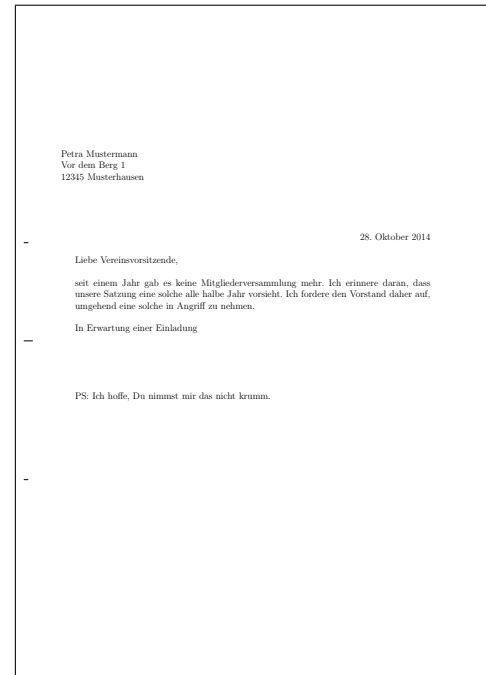 Petra Mustermann
Vor dem Berg 1
12345 Musterhausen
28. Oktober 2014
Liebe Vereinsvorsitzende,
seit einem Jahr gab es keine Mitgliederversammlung mehr. Ich erinnere daran, dass
unsere Satzung eine solche alle halbe Jahr vorsieht. Ich fordere den Vorstand daher auf,
umgehend eine solche in Angriff zu nehmen.
In Erwartung einer Einladung
PS: Ich hoffe, Du nimmst mir das nicht krumm.